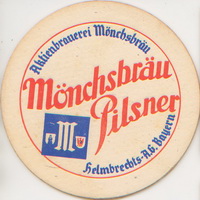 Aktienbrauerei Mönchsbräu
Mönchsbräu
Pilsner
M
Helmbrechts-A.G. Bayern